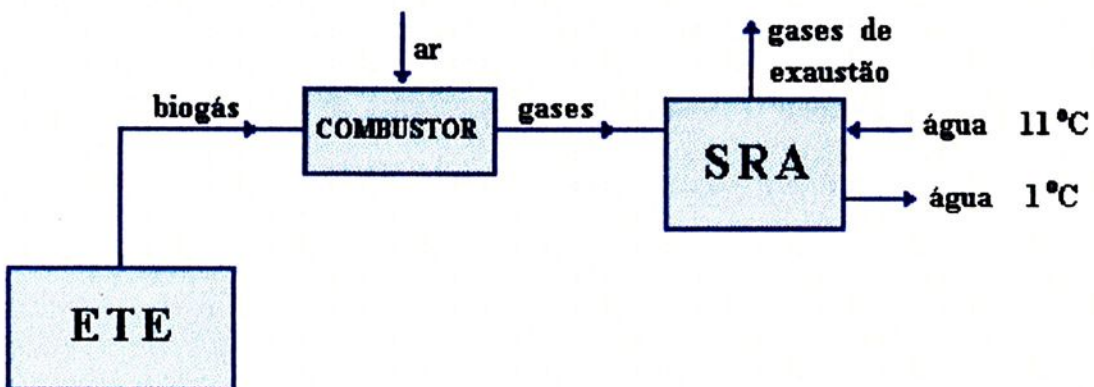 ar
gases de
exaustão
biogás
COMBUSTOR
gases
água 11°C
SRA
água 1°C
ETE